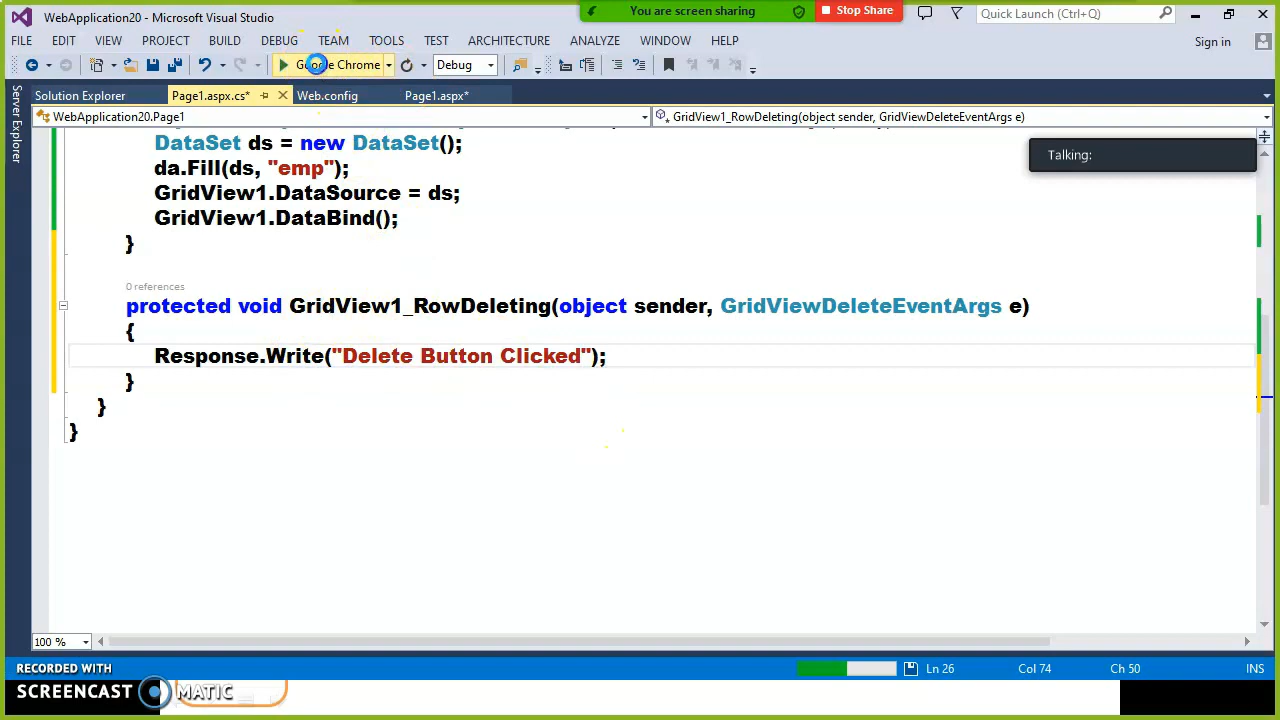 WebApplication20 - Microsoft Visual Studio
You are screen sharing
Stop Share
Quick Launch (Ctrl+Q)
FILE EDIT VIEW PROJECT BUILD DEBUG TEAM TOOLS TEST ARCHITECTURE ANALYZE WINDOW HELP
Sign in
Google Chrome
Debug
Server Explorer
Solution Explorer
Page1.aspx.cs*
Web.config
Page1.aspx*
WebApplication20.Page1
GridView1_RowDeleting(object sender, GridViewDeleteEventArgs e)
Talking:
DataSet ds = new DataSet();
da.Fill(ds, "emp");
GridView1.DataSource = ds;
GridView1.DataBind();
}
0 references
protected void GridView1_RowDeleting(object sender, GridViewDeleteEventArgs e)
{
Response.Write("Delete Button Clicked");
}
}
}
100 %
Ln 26 Col 74 Ch 50 INS
RECORDED WITH
SCREENCAST MATIC